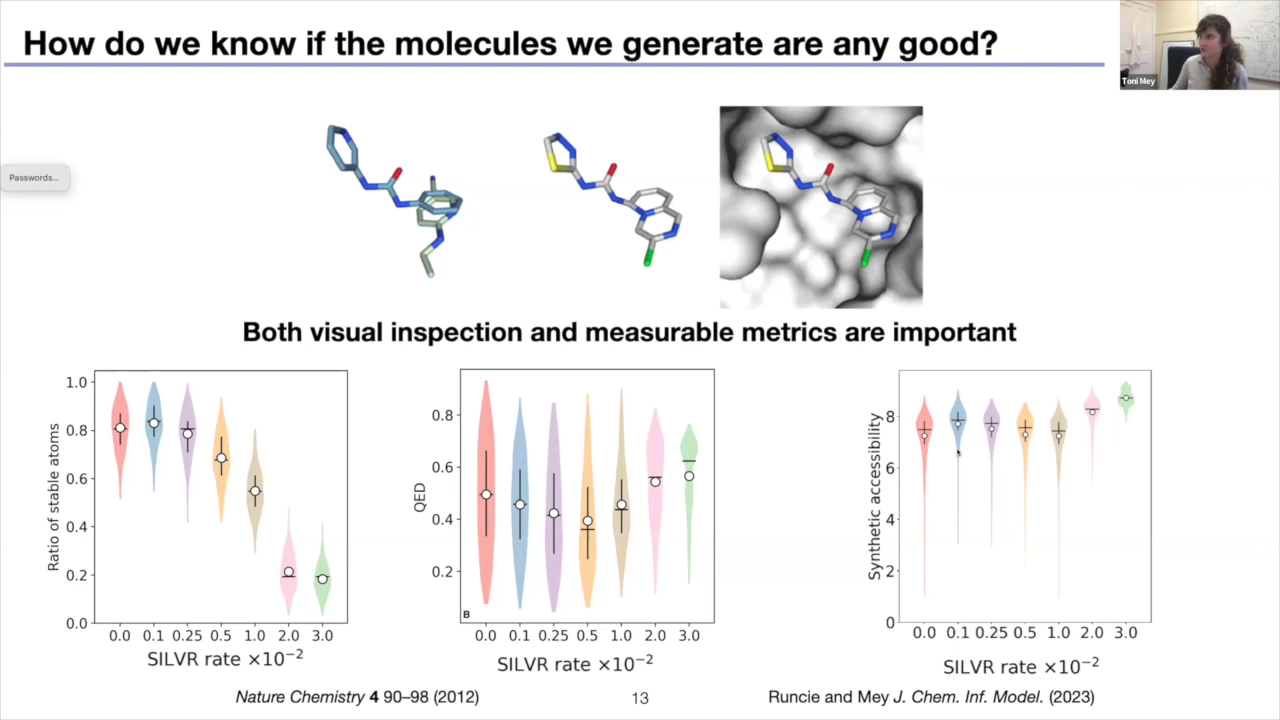 How do we know if the molecules we generate are any good?
Toni Mey
Passwords...
Both visual inspection and measurable metrics are important
Ratio of stable atoms
1.0
0.8
0.6
0.4
0.2
0.0
0.0 0.1 0.25 0.5 1.0 2.0 3.0
SILVR rate ×10⁻²
QED
0.8
0.6
0.4
0.2
B
0.0 0.1 0.25 0.5 1.0 2.0 3.0
SILVR rate ×10⁻²
Synthetic accessibility
8
6
4
2
0
0.0 0.1 0.25 0.5 1.0 2.0 3.0
SILVR rate ×10⁻²
Nature Chemistry 4 90–98 (2012)
13
Runcie and Mey J. Chem. Inf. Model. (2023)